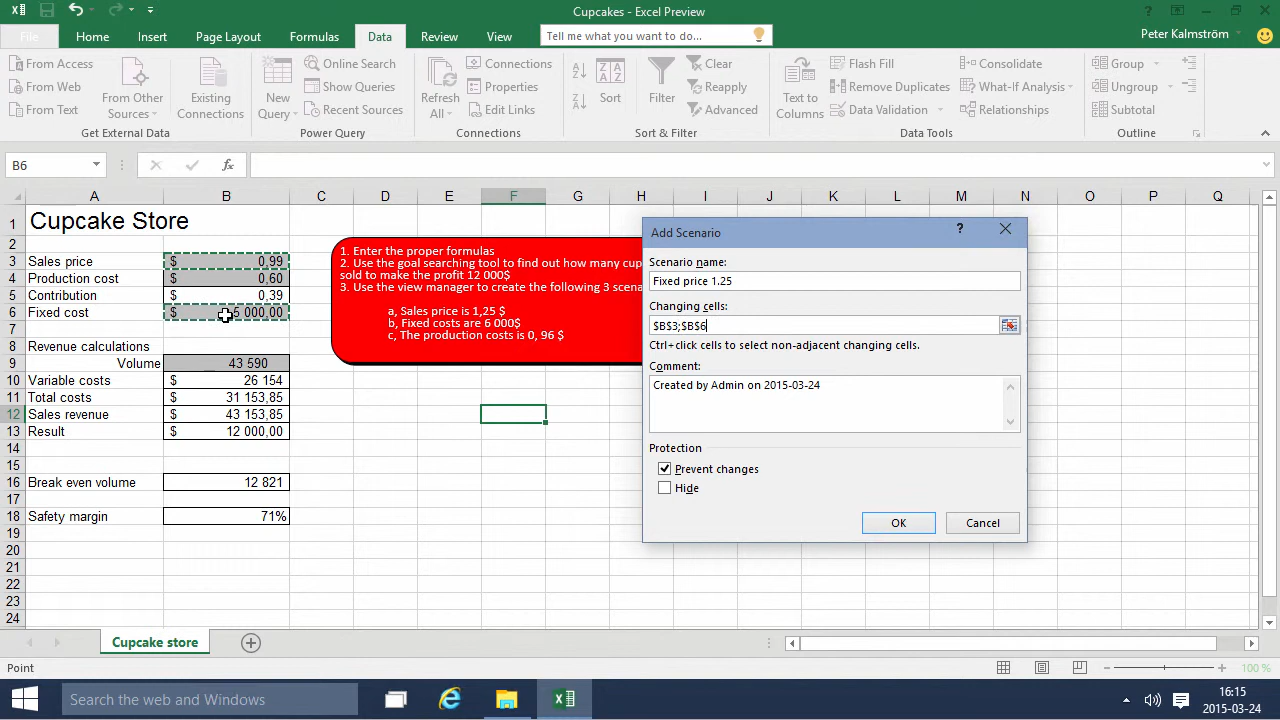 Cupcakes - Excel Preview
File Home Insert Page Layout Formulas Data Review View Tell me what you want to do... Peter Kalmström
From Access
From Web
From Text
From Other Sources
Existing Connections
Get External Data
New Query
Show Queries
Online Search
Recent Sources
Power Query
Refresh All
Connections
Properties
Edit Links
Connections
Sort
Filter
Clear
Reapply
Advanced
Sort & Filter
Text to Columns
Flash Fill
Remove Duplicates
Data Validation
Consolidate
What-If Analysis
Relationships
Data Tools
Group
Ungroup
Subtotal
Outline
B6
fx
A B C D E F G H I J K L M N O P Q
1 Cupcake Store
2
3 Sales price $ 0.99
4 Production cost $ 0,60
5 Contribution $ 0,39
6 Fixed cost $ 5 000,00
7
8 Revenue calculations
9 Volume 43 590
10 Variable costs $ 26 154
11 Total costs $ 31 153,85
12 Sales revenue $ 43 153,85
13 Result $ 12 000,00
14
15
16 Break even volume 12 821
17
18 Safety margin 71%
19
20
21
22
23
24
1. Enter the proper formulas
2. Use the goal searching tool to find out how many cup
sold to make the profit 12 000$
3. Use the view manager to create the following 3 scena
a, Sales price is 1,25 $
b, Fixed costs are 6 000$
c, The production costs is 0, 96 $
Add Scenario
?
Scenario name:
Fixed price 1.25
Changing cells:
$B$3;$B$6
Ctrl+click cells to select non-adjacent changing cells.
Comment:
Created by Admin on 2015-03-24
Protection
Prevent changes
Hide
OK Cancel
Cupcake store
Point
100 %
Search the web and Windows
16:15
2015-03-24